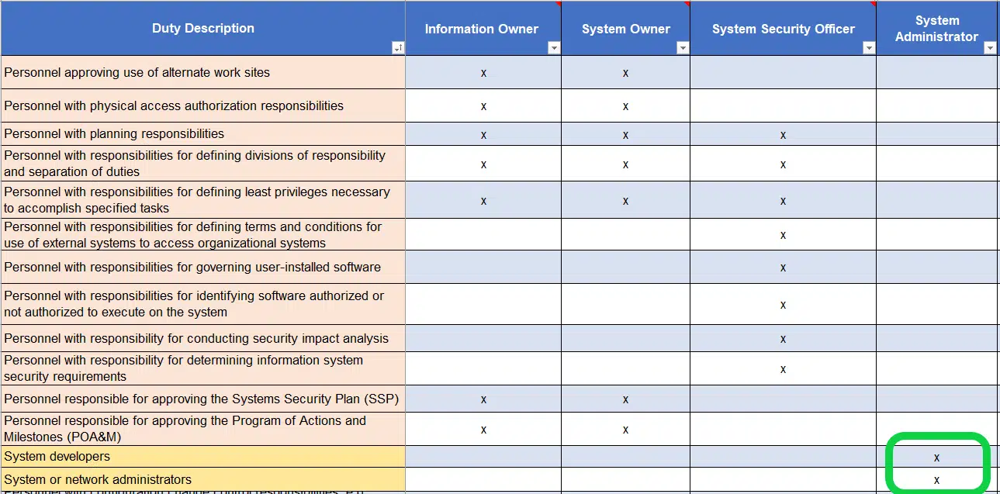 Duty Description Information Owner System Owner System Security Officer System
Administrator
Personnel approving use of alternate work sites x x
Personnel with physical access authorization responsibilities x x
Personnel with planning responsibilities x x x
Personnel with responsibilities for defining divisions of responsibility
and separation of duties x x x
Personnel with responsibilities for defining least privileges necessary
to accomplish specified tasks x x x
Personnel with responsibilities for defining terms and conditions for
use of external systems to access organizational systems x
Personnel with responsibilities for governing user-installed software x
Personnel with responsibilities for identifying software authorized or
not authorized to execute on the system x
Personnel with responsibility for conducting security impact analysis x
Personnel with responsibility for determining information system
security requirements x
Personnel responsible for approving the Systems Security Plan (SSP) x x
Personnel responsible for approving the Program of Actions and
Milestones (POA&M) x x
System developers x
System or network administrators x